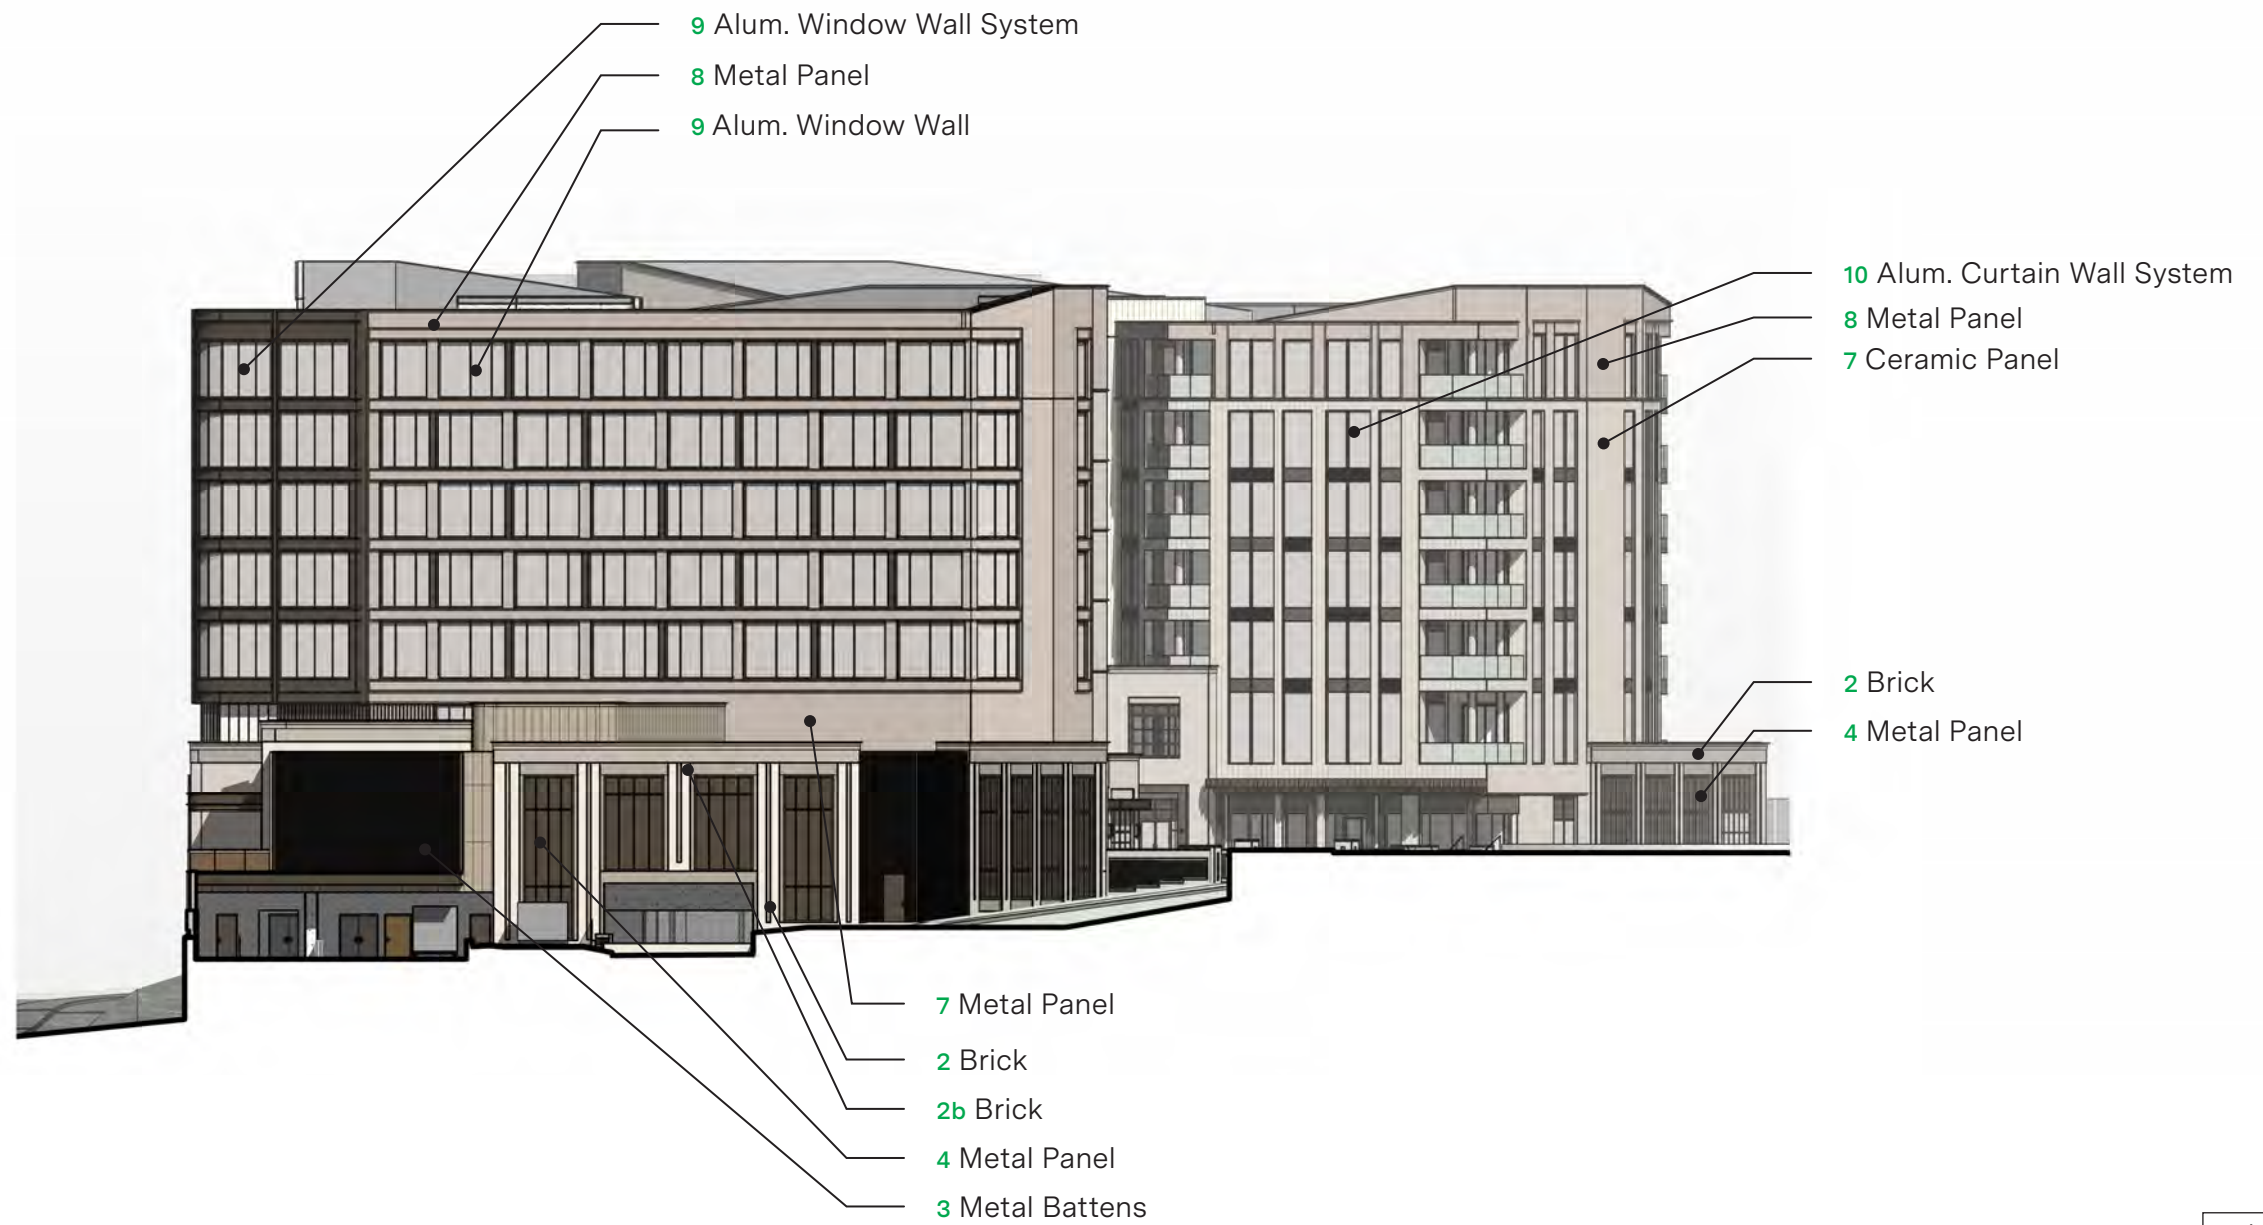 9 Alum. Window Wall System
8 Metal Panel
9 Alum. Window Wall
10 Alum. Curtain Wall System
8 Metal Panel
7 Ceramic Panel
2 Brick
4 Metal Panel
7 Metal Panel
2 Brick
2b Brick
4 Metal Panel
3 Metal Battens